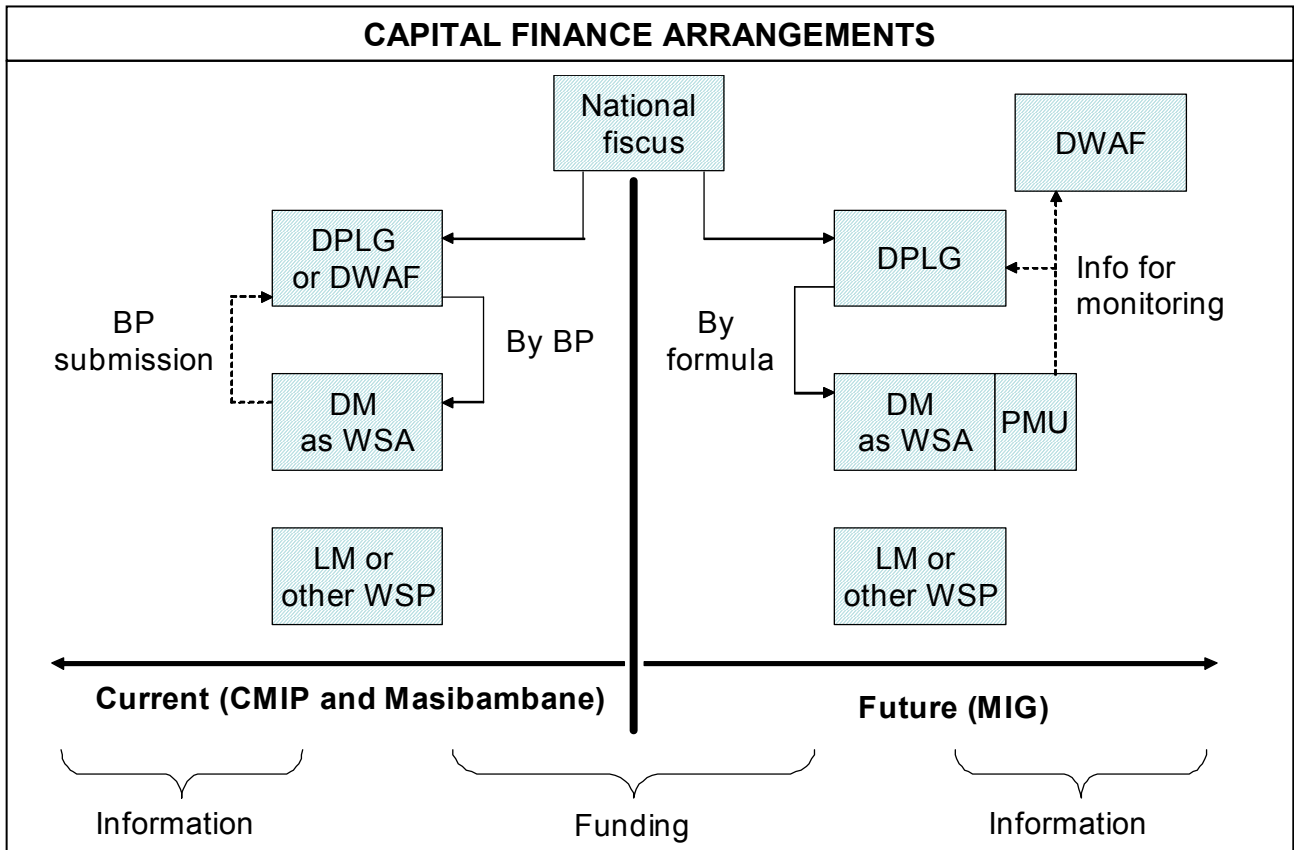 CAPITAL FINANCE ARRANGEMENTS
National
fiscus
DWAF
DPLG
or DWAF
DPLG
Info for
monitoring
BP
submission
By BP
By
formula
DM
as WSA
DM
as WSA
PMU
LM or
other WSP
LM or
other WSP
Current (CMIP and Masibambane)
Future (MIG)
Information
Funding
Information